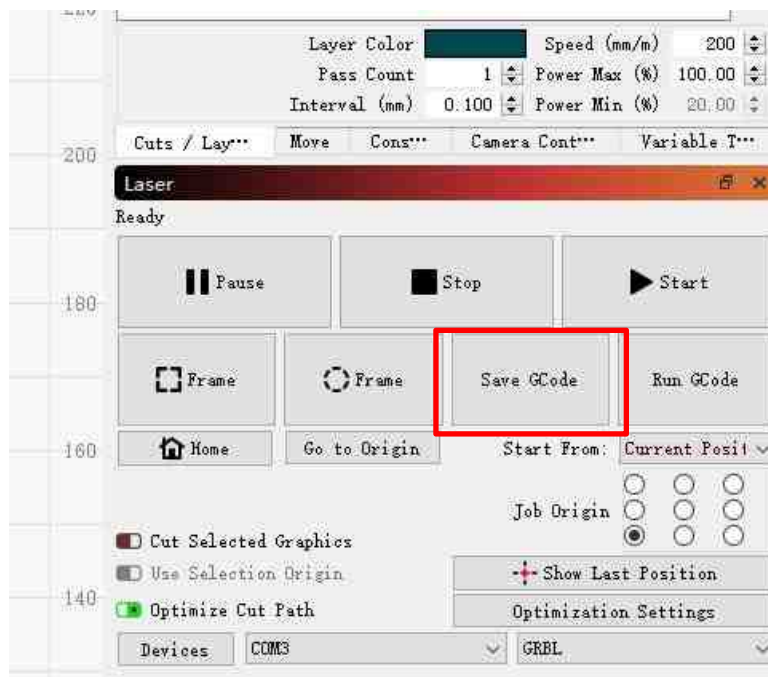 Layer Color Speed (mm/m) 200
Pass Count 1 Power Max (%) 100.00
Interval (mm) 0.100 Power Min (%) 20.00
Cuts / Lay··· Move Cons··· Camera Cont··· Variable T···
200
Laser
Ready
Pause Stop Start
180
Frame Frame Save GCode Run GCode
160
Home Go to Origin Start From: Current Posit
Job Origin
Cut Selected Graphics
Use Selection Origin Show Last Position
140
Optimize Cut Path Optimization Settings
Devices COM3 GRBL